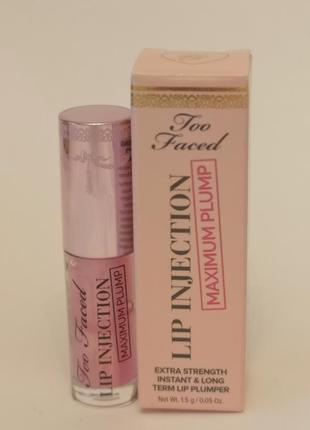 Too Faced
LIP INJECTION
MAXIMUM PLUMP
Too
Faced
LIP INJECTION
MAXIMUM PLUMP
EXTRA STRENGTH
INSTANT & LONG
TERM LIP PLUMPER
Net Wt. 1.5 g / 0.05 Oz.